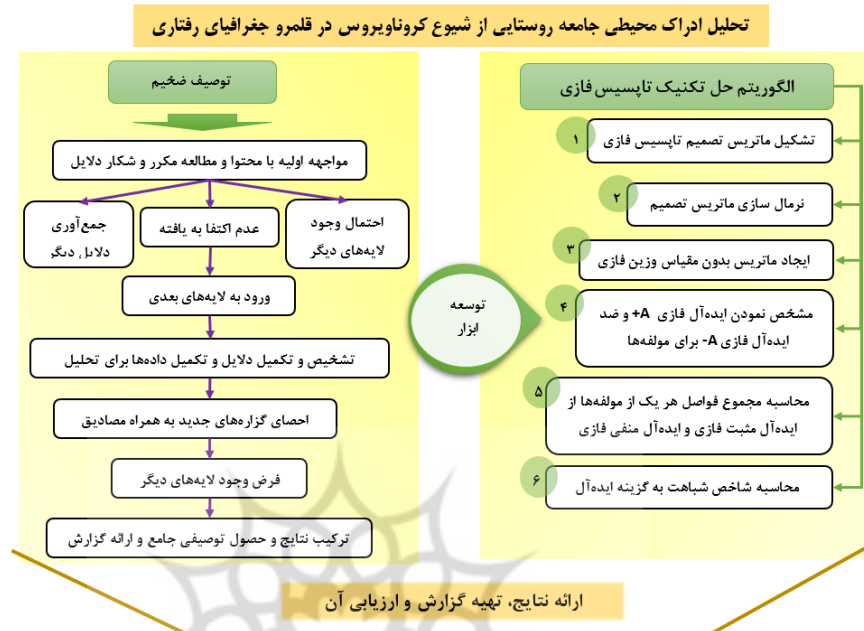 تحلیل ادراک محیطی جامعه روستایی از شیوع کروناویروس در قلمرو جغرافیای رفتاری
الگوریتم حل تکنیک تاپسیس فازی
۱
تشکیل ماتریس تصمیم تاپسیس فازی
۲
نرمال سازی ماتریس تصمیم
۳
ایجاد ماتریس بدون مقیاس وزین فازی
۴
مشخص نمودن ایده‌آل فازی A+ و ضد
ایده‌آل فازی A- برای مولفه‌ها
۵
محاسبه مجموع فواصل هر یک از مولفه‌ها از
ایده‌آل مثبت فازی و ایده‌آل منفی فازی
۶
محاسبه شاخص شباهت به گزینه ایده‌آل
توسعه
ابزار
توصیف ضخیم
مواجهه اولیه با محتوا و مطالعه مکرر و شکار دلایل
احتمال وجود
لایه‌های دیگر
عدم اکتفا به یافته
جمع‌آوری
دلایل دیگر
ورود به لایه‌های بعدی
تشخیص و تکمیل دلایل و تکمیل داده‌ها برای تحلیل
احصای گزاره‌های جدید به همراه مصادیق
فرض وجود لایه‌های دیگر
ترکیب نتایج و حصول توصیفی جامع و ارائه گزارش
ارائه نتایج، تهیه گزارش و ارزیابی آن